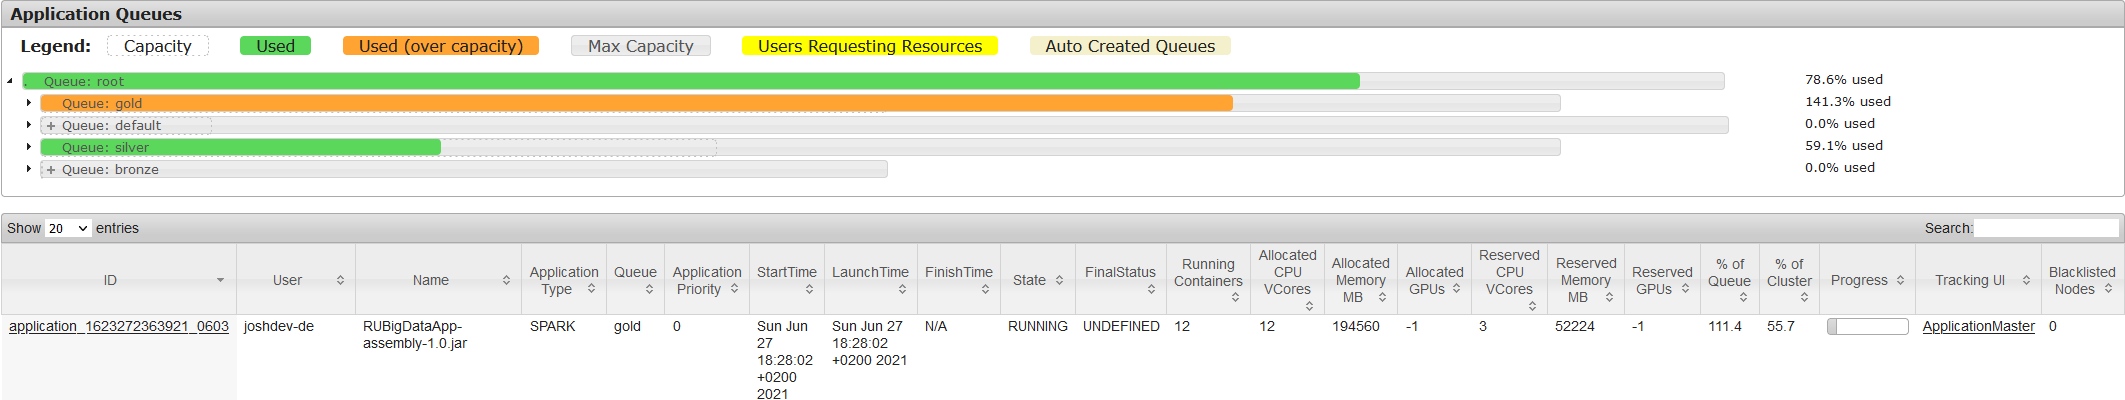 Application Queues
Legend: Capacity Used Used (over capacity) Max Capacity Users Requesting Resources Auto Created Queues
Queue: root 78.6% used
Queue: gold 141.3% used
+ Queue: default 0.0% used
Queue: silver 59.1% used
+ Queue: bronze 0.0% used
Show 20 entries Search:
ID User Name Application Type Queue Application Priority StartTime LaunchTime FinishTime State FinalStatus Running Containers Allocated CPU VCores Allocated Memory MB Allocated GPUs Reserved CPU VCores Reserved Memory MB Reserved GPUs % of Queue % of Cluster Progress Tracking UI Blacklisted Nodes
application_1623272363921_0603 joshdev-de RUBigDataApp-assembly-1.0.jar SPARK gold 0 Sun Jun 27 18:28:02 +0200 2021 Sun Jun 27 18:28:02 +0200 2021 N/A RUNNING UNDEFINED 12 12 194560 -1 3 52224 -1 111.4 55.7 ApplicationMaster 0